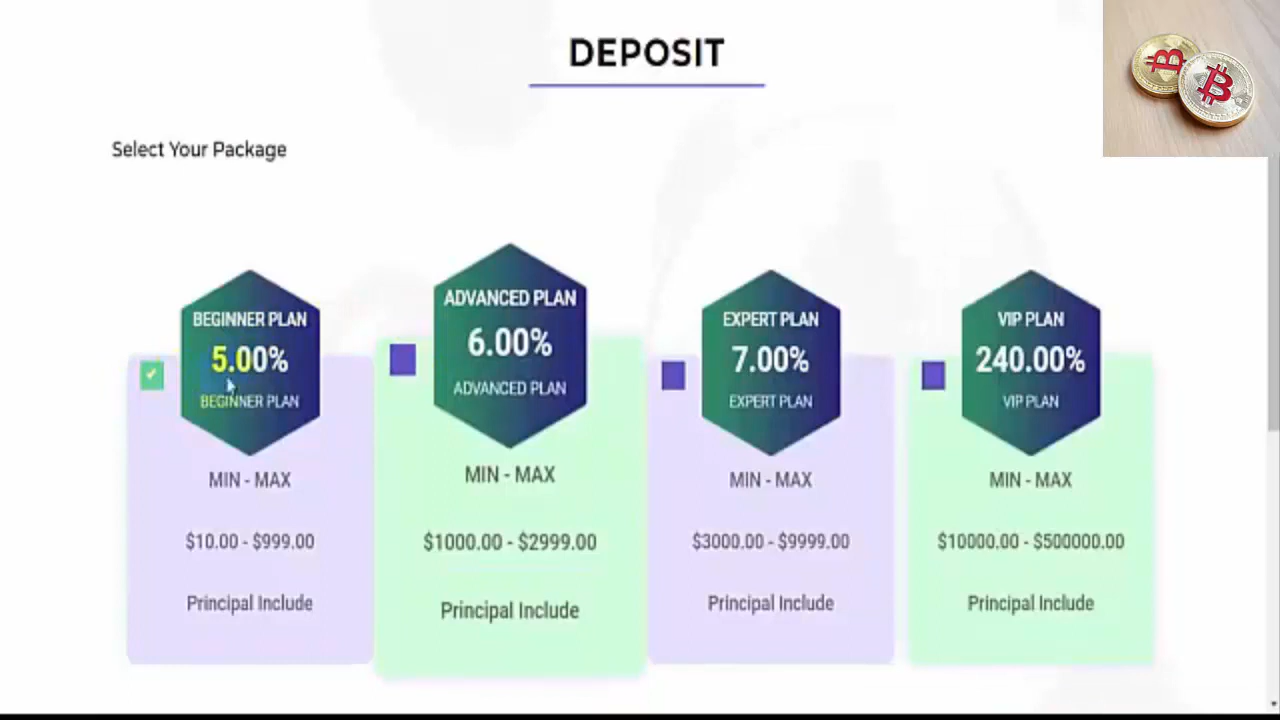 DEPOSIT
Select Your Package
BEGINNER PLAN
5.00%
BEGINNER PLAN
MIN - MAX
$10.00 - $999.00
Principal Include
ADVANCED PLAN
6.00%
ADVANCED PLAN
MIN - MAX
$1000.00 - $2999.00
Principal Include
EXPERT PLAN
7.00%
EXPERT PLAN
MIN - MAX
$3000.00 - $9999.00
Principal Include
VIP PLAN
240.00%
VIP PLAN
MIN - MAX
$10000.00 - $500000.00
Principal Include